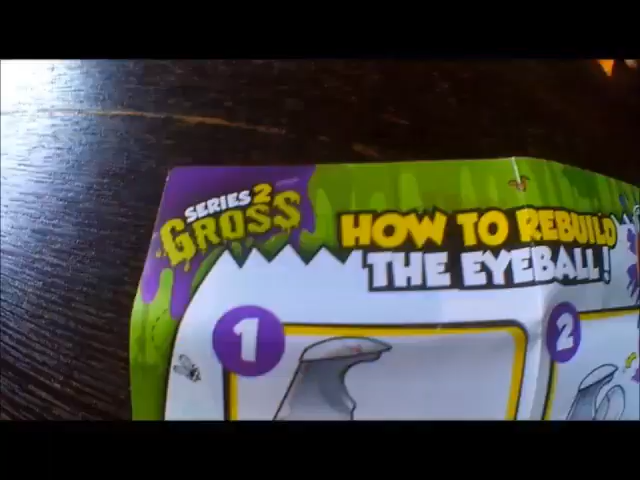 SERIES 2
GROSS
HOW TO REBUILD
THE EYEBALL!
1
2